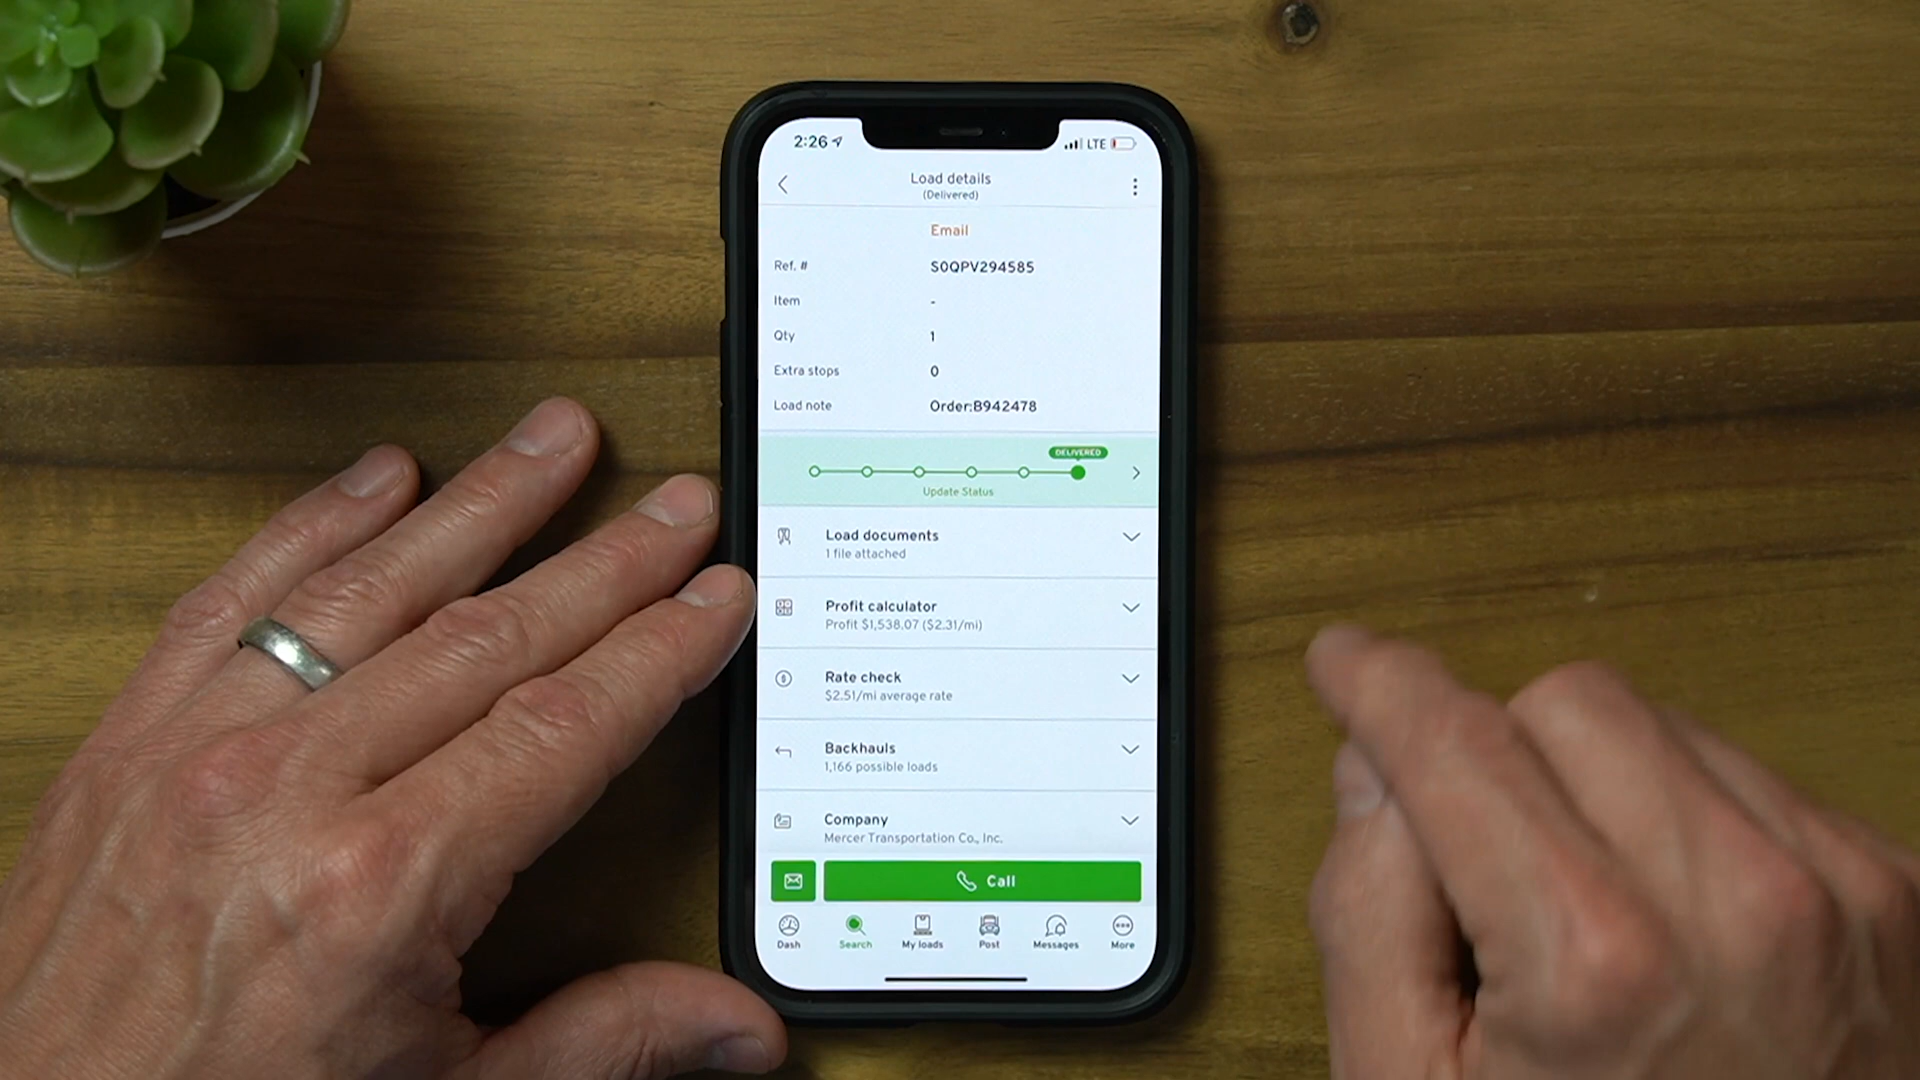 2:26
LTE
Load details
(Delivered)
Email
Ref. # S0QPV294585
Item -
Qty 1
Extra stops 0
Load note Order:B942478
DELIVERED
Update Status
Load documents
1 file attached
Profit calculator
Profit $1,538.07 ($2.31/mi)
Rate check
$2.51/mi average rate
Backhauls
1,166 possible loads
Company
Mercer Transportation Co., Inc.
Call
Dash Search My loads Post Messages More